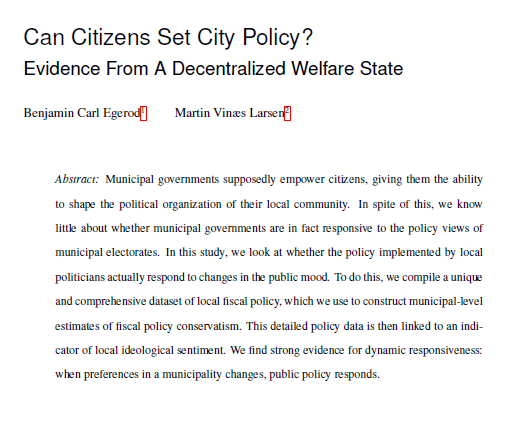 Can Citizens Set City Policy?
Evidence From A Decentralized Welfare State
Benjamin Carl Egerod¹ Martin Vinæs Larsen²
Abstract: Municipal governments supposedly empower citizens, giving them the ability
to shape the political organization of their local community. In spite of this, we know
little about whether municipal governments are in fact responsive to the policy views of
municipal electorates. In this study, we look at whether the policy implemented by local
politicians actually respond to changes in the public mood. To do this, we compile a unique
and comprehensive dataset of local fiscal policy, which we use to construct municipal-level
estimates of fiscal policy conservatism. This detailed policy data is then linked to an indi-
cator of local ideological sentiment. We find strong evidence for dynamic responsiveness:
when preferences in a municipality changes, public policy responds.